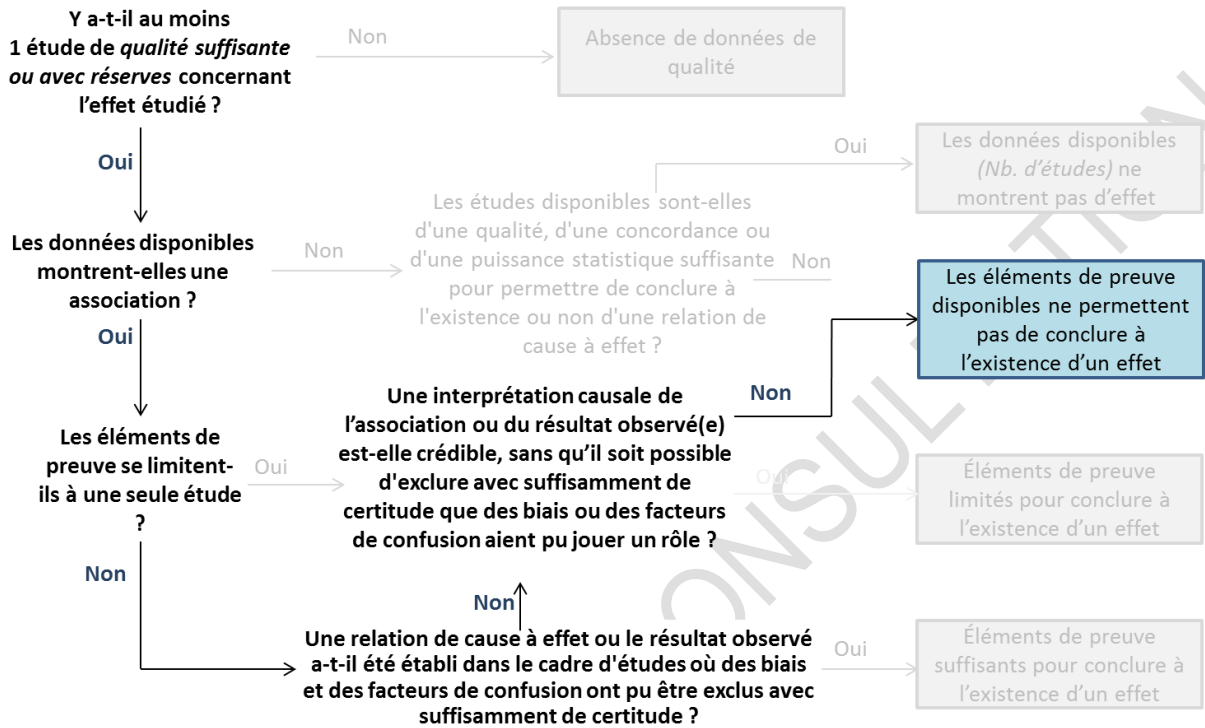 Y a-t-il au moins
1 étude de qualité suffisante
ou avec réserves concernant
l'effet étudié ?
Non
Absence de données de
qualité
Oui
Les données disponibles
montrent-elles une
association ?
Non
Les études disponibles sont-elles
d'une qualité, d'une concordance ou
d'une puissance statistique suffisante
pour permettre de conclure à
l'existence ou non d'une relation de
cause à effet ?
Oui
Les données disponibles
(Nb. d'études) ne
montrent pas d'effet
Non
Les éléments de preuve
disponibles ne permettent
pas de conclure à
l'existence d'un effet
Oui
Les éléments de
preuve se limitent-
ils à une seule étude
?
Oui
Une interprétation causale de
l'association ou du résultat observé(e)
est-elle crédible, sans qu'il soit possible
d'exclure avec suffisamment de
certitude que des biais ou des facteurs
de confusion aient pu jouer un rôle ?
Non
Oui
Éléments de preuve
limités pour conclure à
l'existence d'un effet
Non
Non
Une relation de cause à effet ou le résultat observé
a-t-il été établi dans le cadre d'études où des biais
et des facteurs de confusion ont pu être exclus avec
suffisamment de certitude ?
Oui
Éléments de preuve
suffisants pour conclure à
l'existence d'un effet